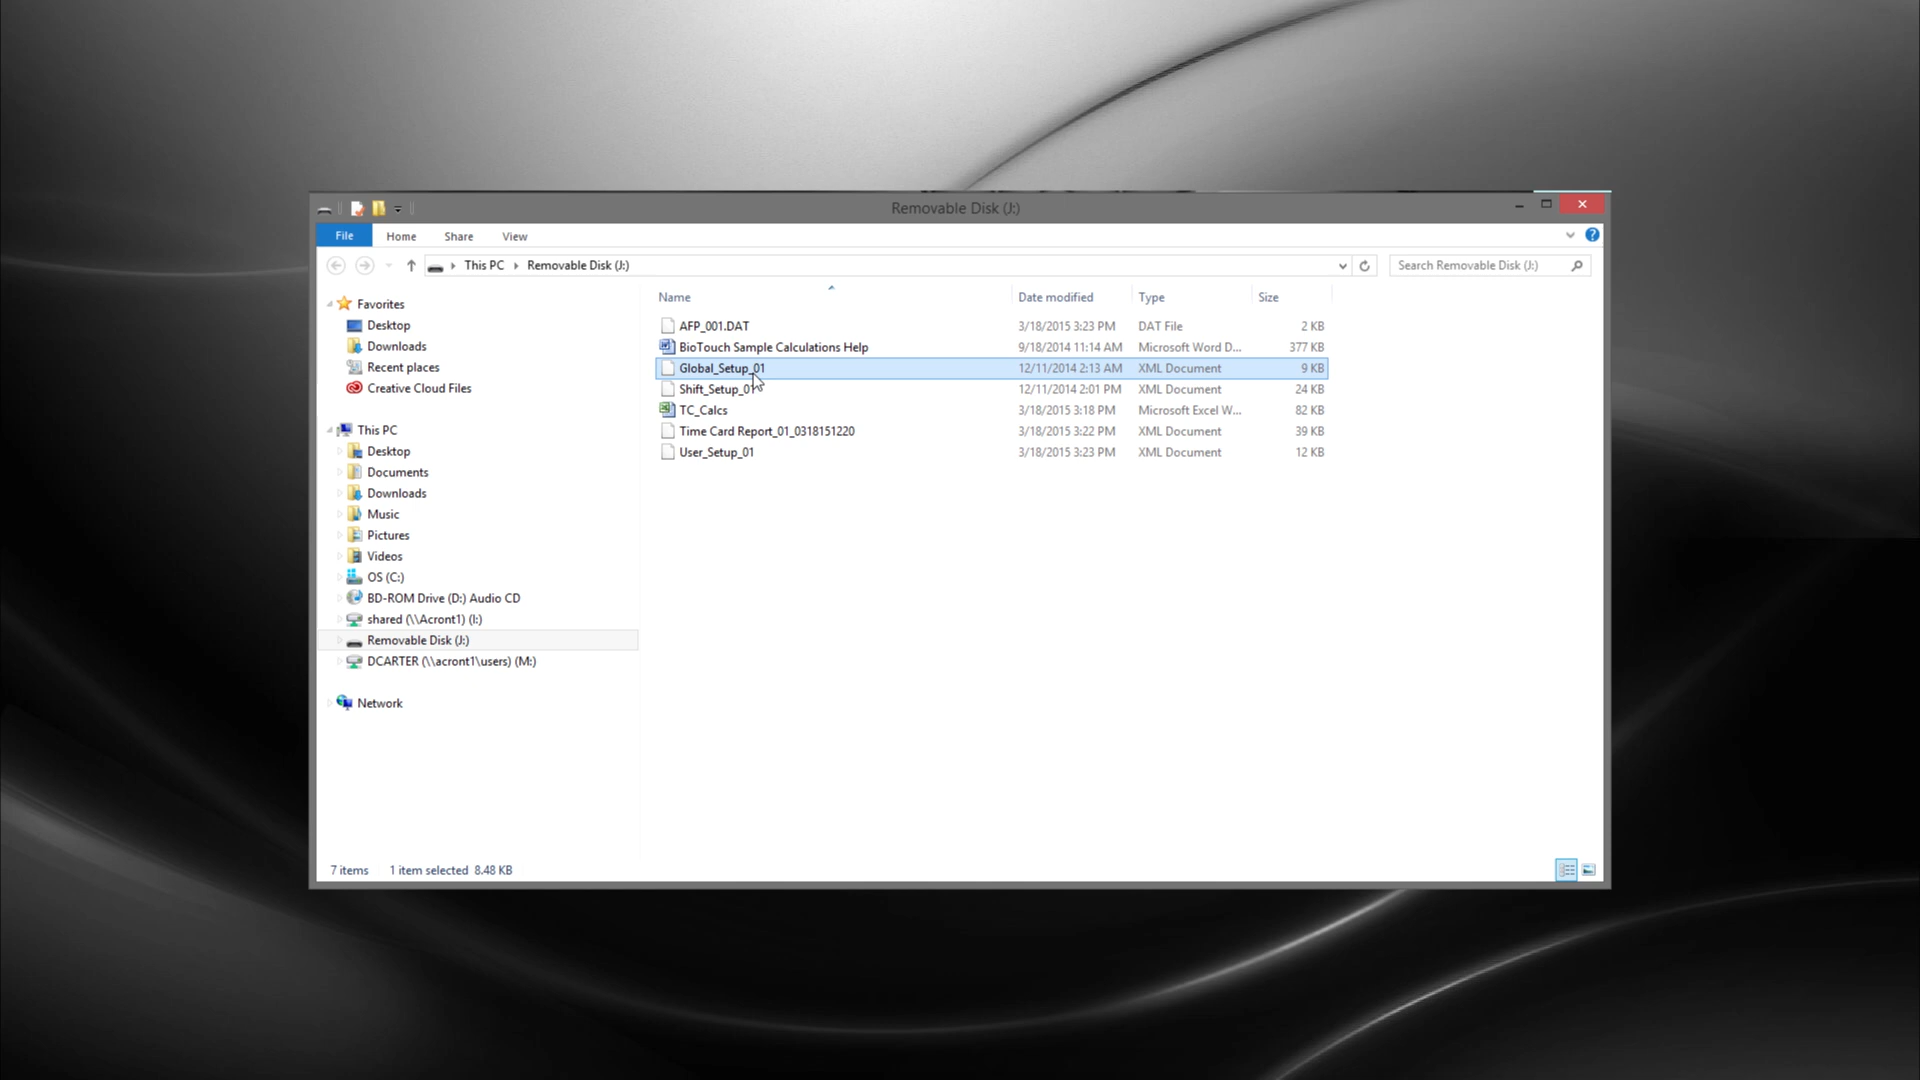 Removable Disk (J:)
File Home Share View
This PC Removable Disk (J:) Search Removable Disk (J:)
Name Date modified Type Size
Favorites
Desktop
Downloads
Recent places
Creative Cloud Files
This PC
Desktop
Documents
Downloads
Music
Pictures
Videos
OS (C:)
BD-ROM Drive (D:) Audio CD
shared (\\Acront1) (I:)
Removable Disk (J:)
DCARTER (\\acront1\users) (M:)
Network
AFP_001.DAT 3/18/2015 3:23 PM DAT File 2 KB
BioTouch Sample Calculations Help 9/18/2014 11:14 AM Microsoft Word D... 377 KB
Global_Setup_01 12/11/2014 2:13 AM XML Document 9 KB
Shift_Setup_01 12/11/2014 2:01 PM XML Document 24 KB
TC_Calcs 3/18/2015 3:18 PM Microsoft Excel W... 82 KB
Time Card Report_01_0318151220 3/18/2015 3:22 PM XML Document 39 KB
User_Setup_01 3/18/2015 3:23 PM XML Document 12 KB
7 items 1 item selected 8.48 KB